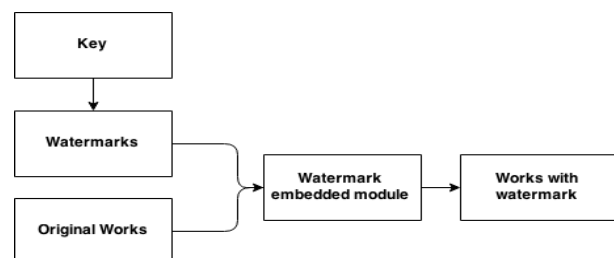 Key
Watermarks
Original Works
Watermark
embedded module
Works with
watermark